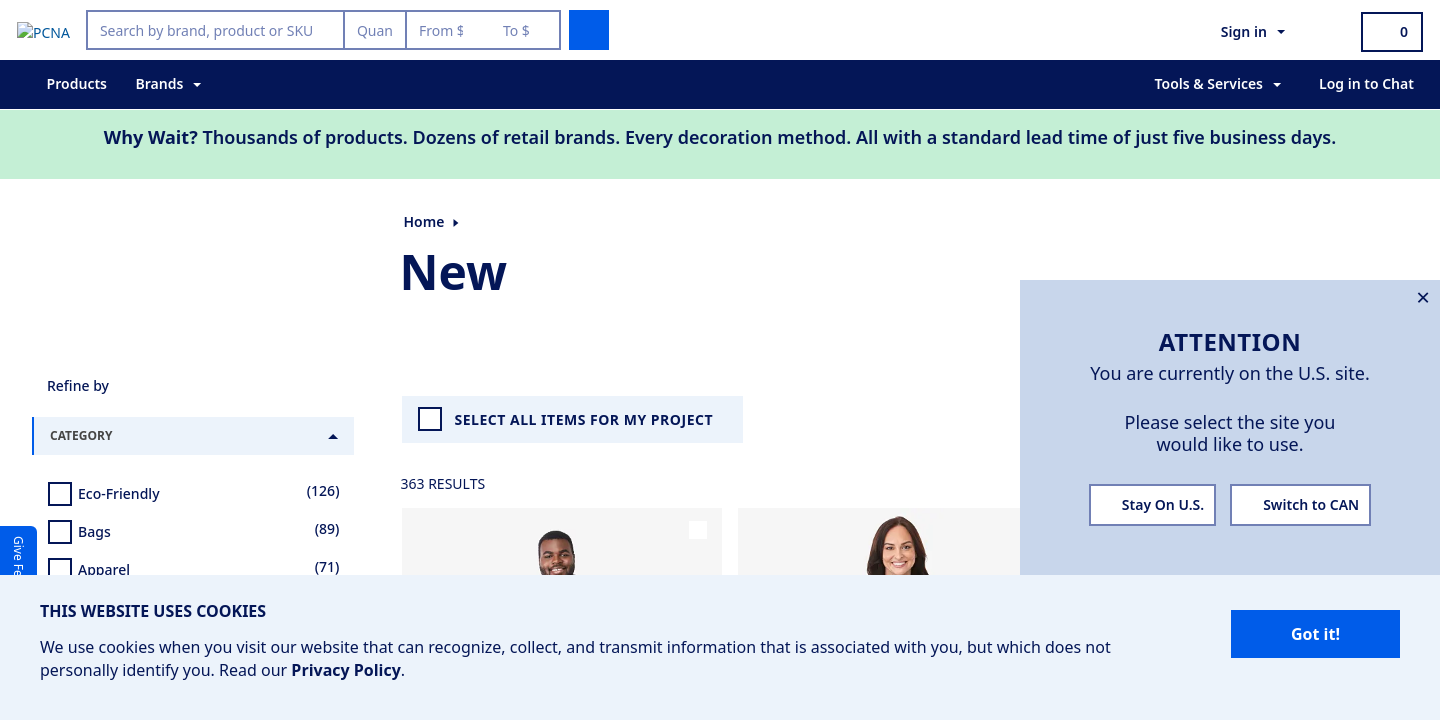 PCNA
Search by brand, product or SKU
Quan
From $
To $
Sign in
0
Products
Brands
Tools & Services
Log in to Chat
Why Wait? Thousands of products. Dozens of retail brands. Every decoration method. All with a standard lead time of just five business days.
Home
New
×
ATTENTION
You are currently on the U.S. site.
Please select the site you
would like to use.
Stay On U.S.
Switch to CAN
Refine by
CATEGORY
SELECT ALL ITEMS FOR MY PROJECT
363 RESULTS
Eco-Friendly (126)
Bags (89)
Apparel (71)
Give Fe
THIS WEBSITE USES COOKIES
We use cookies when you visit our website that can recognize, collect, and transmit information that is associated with you, but which does not
personally identify you. Read our Privacy Policy.
Got it!